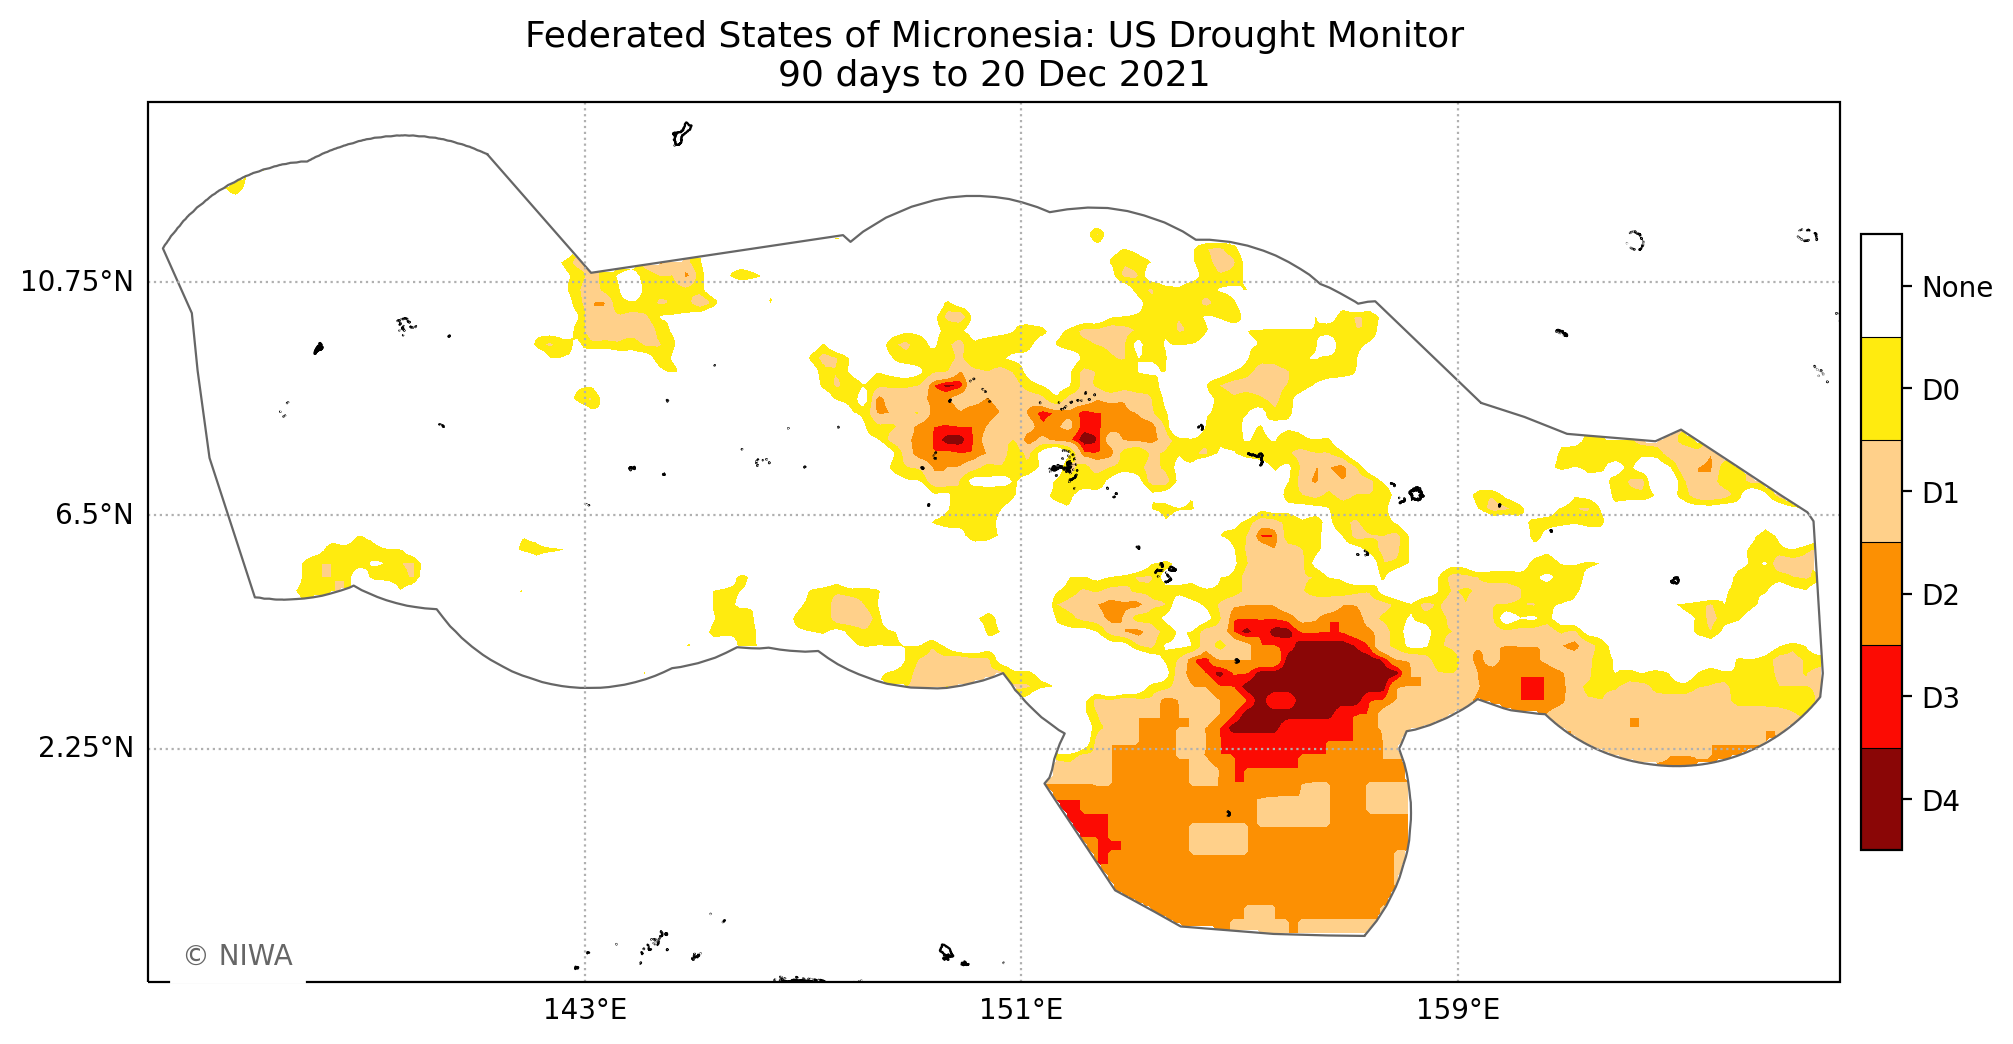 Federated States of Micronesia: US Drought Monitor
90 days to 20 Dec 2021
10.75°N
6.5°N
2.25°N
143°E
151°E
159°E
None
D0
D1
D2
D3
D4
© NIWA